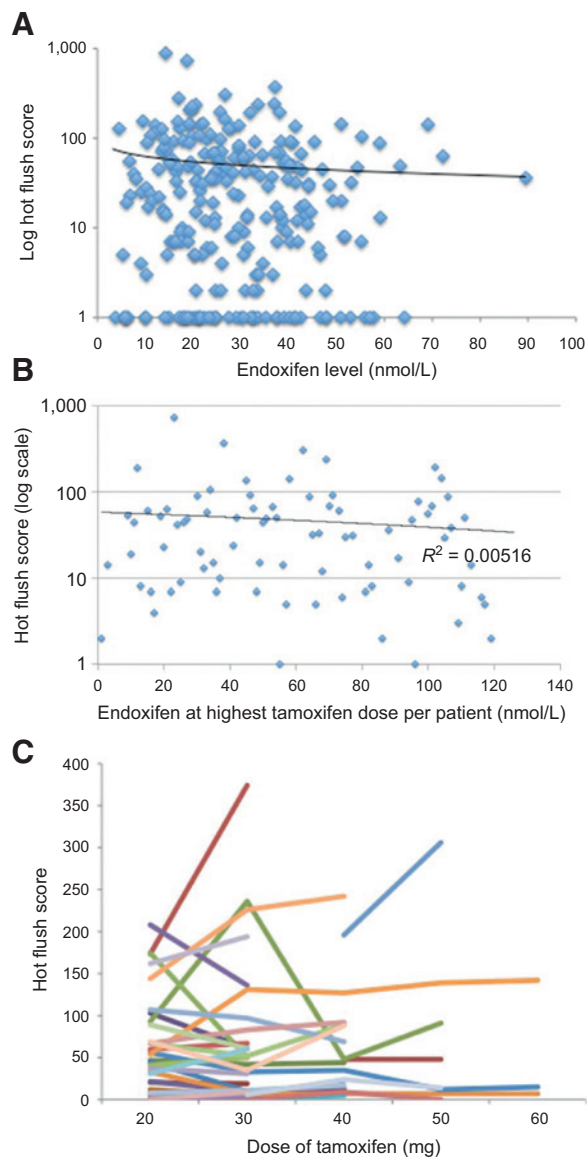 A
1,000
100
10
1
Log hot flush score
0 10 20 30 40 50 60 70 80 90 100
Endoxifen level (nmol/L)
B
1,000
100
10
1
Hot flush score (log scale)
R² = 0.00516
0 20 40 60 80 100 120 140
Endoxifen at highest tamoxifen dose per patient (nmol/L)
C
400
350
300
250
200
150
100
50
0
Hot flush score
20 30 40 50 60
Dose of tamoxifen (mg)